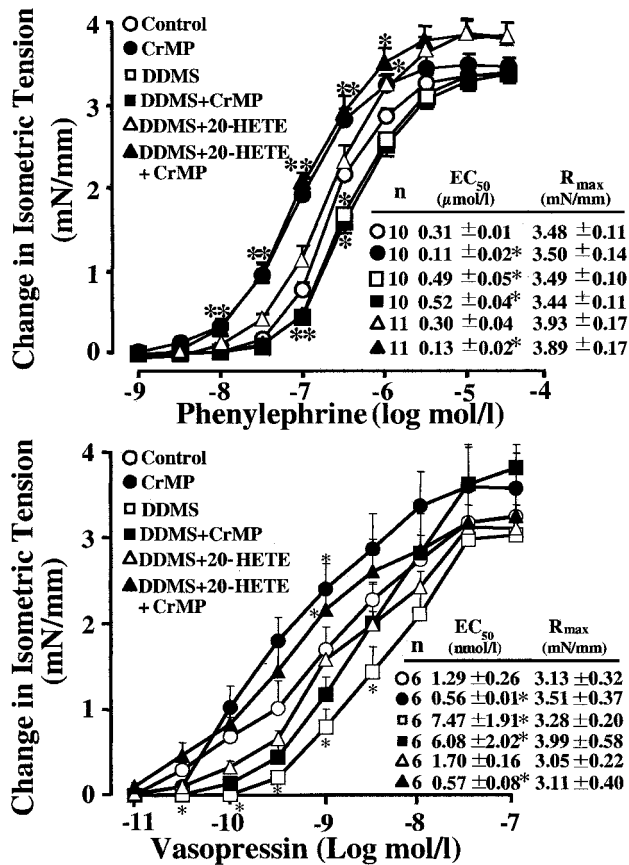 Change in Isometric Tension
(mN/mm)
4
3
2
1
0
Control
CrMP
DDMS
DDMS+CrMP
DDMS+20-HETE
DDMS+20-HETE
+ CrMP
n EC50 Rmax
(μmol/l) (mN/mm)
10 0.31 ±0.01 3.48 ±0.11
10 0.11 ±0.02* 3.50 ±0.14
10 0.49 ±0.05* 3.49 ±0.10
10 0.52 ±0.04* 3.44 ±0.11
11 0.30 ±0.04 3.93 ±0.17
11 0.13 ±0.02* 3.89 ±0.17
-9 -8 -7 -6 -5 -4
Phenylephrine (log mol/l)
Change in Isometric Tension
(mN/mm)
4
3
2
1
0
Control
CrMP
DDMS
DDMS+CrMP
DDMS+20-HETE
DDMS+20-HETE
+ CrMP
n EC50 Rmax
(nmol/l) (mN/mm)
6 1.29 ±0.26 3.13 ±0.32
6 0.56 ±0.01* 3.51 ±0.37
6 7.47 ±1.91* 3.28 ±0.20
6 6.08 ±2.02* 3.99 ±0.58
6 1.70 ±0.16 3.05 ±0.22
6 0.57 ±0.08* 3.11 ±0.40
-11 -10 -9 -8 -7
Vasopressin (Log mol/l)